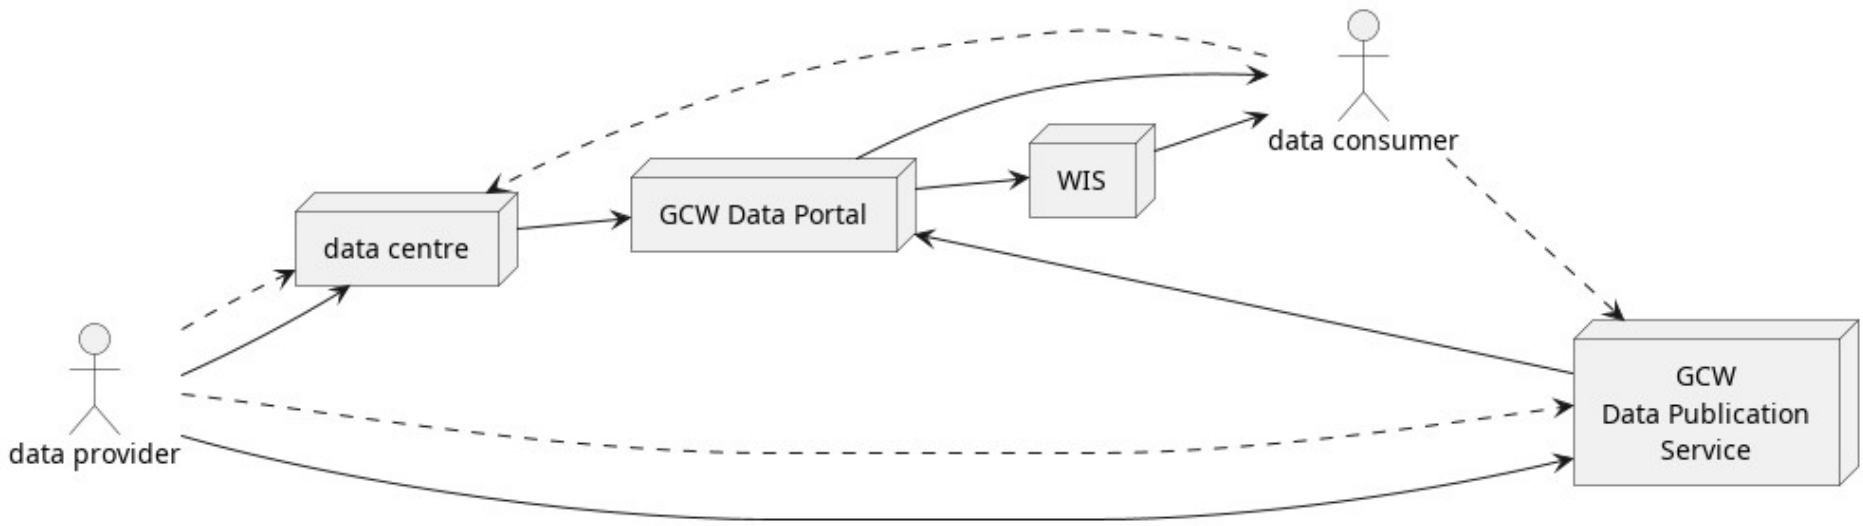 data consumer
WIS
GCW Data Portal
data centre
GCW
Data Publication
Service
data provider